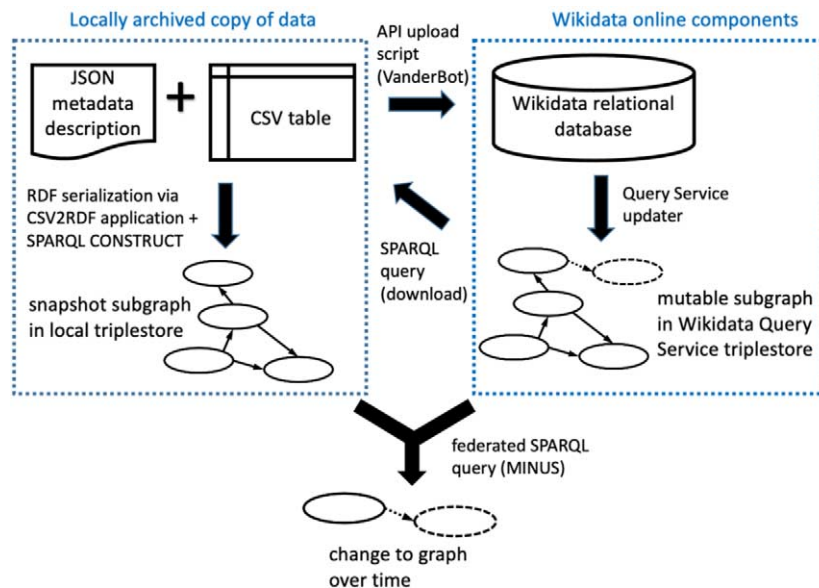 Locally archived copy of data
Wikidata online components
JSON
metadata
description
+
CSV table
API upload
script
(VanderBot)
Wikidata relational
database
RDF serialization via
CSV2RDF application +
SPARQL CONSTRUCT
SPARQL
query
(download)
Query Service
updater
snapshot subgraph
in local triplestore
mutable subgraph
in Wikidata Query
Service triplestore
federated SPARQL
query (MINUS)
change to graph
over time